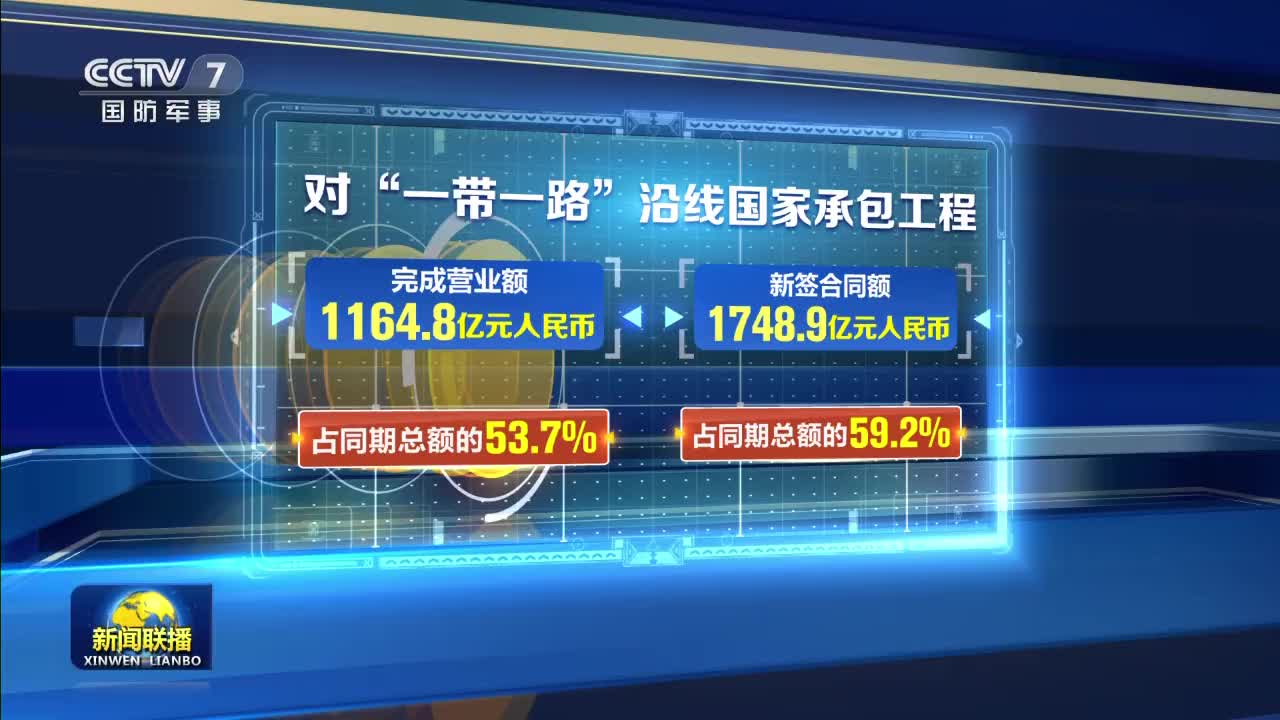 CCTV 7
国防军事
对“一带一路”沿线国家承包工程
完成营业额
1164.8亿元人民币
新签合同额
1748.9亿元人民币
占同期总额的53.7%
占同期总额的59.2%
新闻联播
XINWEN LIANBO